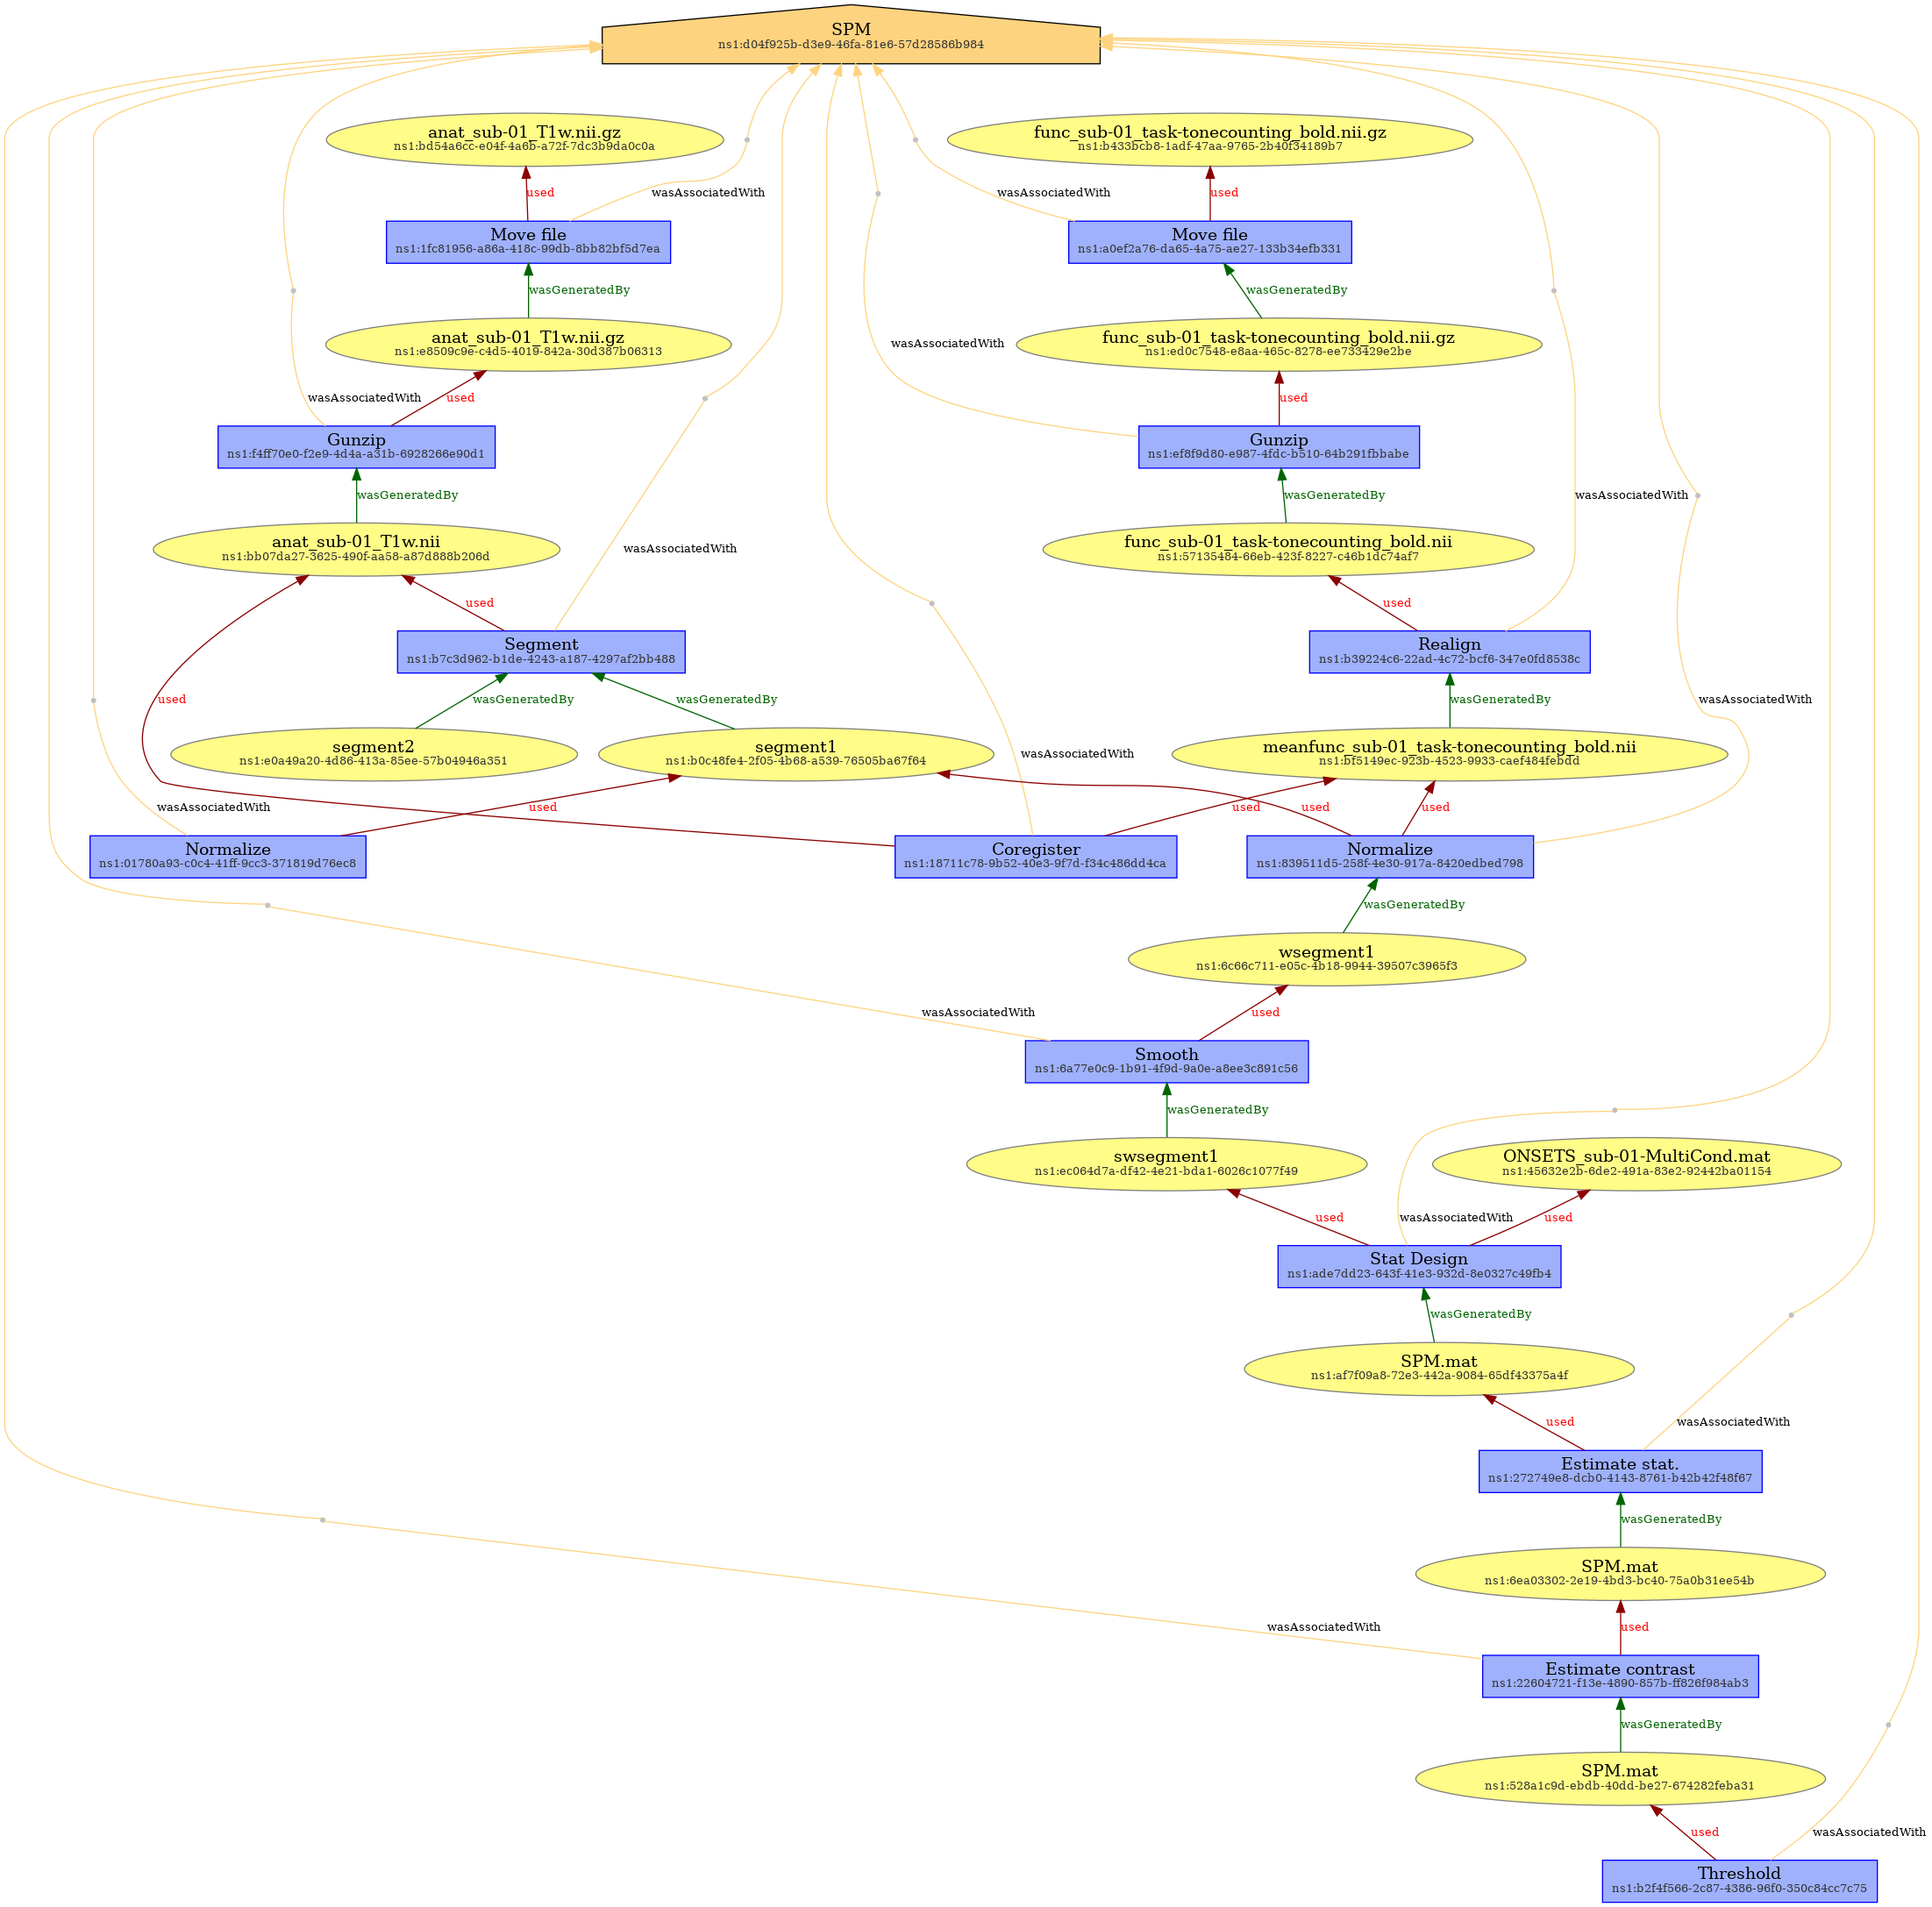 SPM
ns1:d04f925b-d3e9-46fa-81e6-57d28586b984
anat_sub-01_T1w.nii.gz
ns1:bd54a6cc-e04f-4a6b-a72f-7dc3b9da0c0a
func_sub-01_task-tonecounting_bold.nii.gz
ns1:b433bcb8-1adf-47aa-9765-2b40f34189b7
used
wasAssociatedWith
wasAssociatedWith
used
Move file
ns1:1fc81956-a86a-418c-99db-8bb82bf5d7ea
Move file
ns1:a0ef2a76-da65-4a75-ae27-133b34efb331
wasGeneratedBy
wasGeneratedBy
anat_sub-01_T1w.nii.gz
ns1:e8509c9e-c4d5-4019-842a-30d387b06313
wasAssociatedWith
func_sub-01_task-tonecounting_bold.nii.gz
ns1:ed0c7548-e8aa-465c-8278-ee733429e2be
wasAssociatedWith
used
used
Gunzip
ns1:f4ff70e0-f2e9-4d4a-a31b-6928266e90d1
Gunzip
ns1:ef8f9d80-e987-4fdc-b510-64b291fbbabe
wasGeneratedBy
wasGeneratedBy
wasAssociatedWith
anat_sub-01_T1w.nii
ns1:bb07da27-3625-490f-aa58-a87d888b206d
wasAssociatedWith
func_sub-01_task-tonecounting_bold.nii
ns1:57135484-66eb-423f-8227-c46b1dc74af7
used
used
Segment
ns1:b7c3d962-b1de-4243-a187-4297af2bb488
Realign
ns1:b39224c6-22ad-4c72-bcf6-347e0fd8538c
used
wasGeneratedBy
wasGeneratedBy
wasGeneratedBy
wasAssociatedWith
segment2
ns1:e0a49a20-4d86-413a-85ee-57b04946a351
segment1
ns1:b0c48fe4-2f05-4b68-a539-76505ba67f64
wasAssociatedWith
meanfunc_sub-01_task-tonecounting_bold.nii
ns1:bf5149ec-923b-4523-9933-caef484febdd
wasAssociatedWith
used
used
used
used
Normalize
ns1:01780a93-c0c4-41ff-9cc3-371819d76ec8
Coregister
ns1:18711c78-9b52-40e3-9f7d-f34c486dd4ca
Normalize
ns1:839511d5-258f-4e30-917a-8420edbed798
wasGeneratedBy
wsegment1
ns1:6c66c711-e05c-4b18-9944-39507c3965f3
wasAssociatedWith
used
Smooth
ns1:6a77e0c9-1b91-4f9d-9a0e-a8ee3c891c56
wasGeneratedBy
swsegment1
ns1:ec064d7a-df42-4e21-bda1-6026c1077f49
ONSETS_sub-01-MultiCond.mat
ns1:45632e2b-6de2-491a-83e2-92442ba01154
used
wasAssociatedWith
used
Stat Design
ns1:ade7dd23-643f-41e3-932d-8e0327c49fb4
wasGeneratedBy
SPM.mat
ns1:af7f09a8-72e3-442a-9084-65df43375a4f
used
wasAssociatedWith
Estimate stat.
ns1:272749e8-dcb0-4143-8761-b42b42f48f67
wasGeneratedBy
SPM.mat
ns1:6ea03302-2e19-4bd3-bc40-75a0b31ee54b
wasAssociatedWith
used
Estimate contrast
ns1:22604721-f13e-4890-857b-ff826f984ab3
wasGeneratedBy
SPM.mat
ns1:528a1c9d-ebdb-40dd-be27-674282feba31
used
wasAssociatedWith
Threshold
ns1:b2f4f566-2c87-4386-96f0-350c84cc7c75